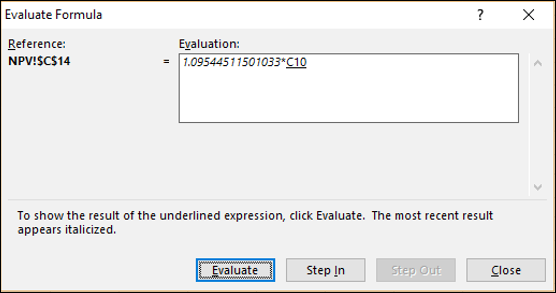 Evaluate Formula
? ×
Reference:
Evaluation:
NPV!$C$14
=
1.09544511501033*C10
To show the result of the underlined expression, click Evaluate.  The most recent result
appears italicized.
Evaluate
Step In
Step Out
Close